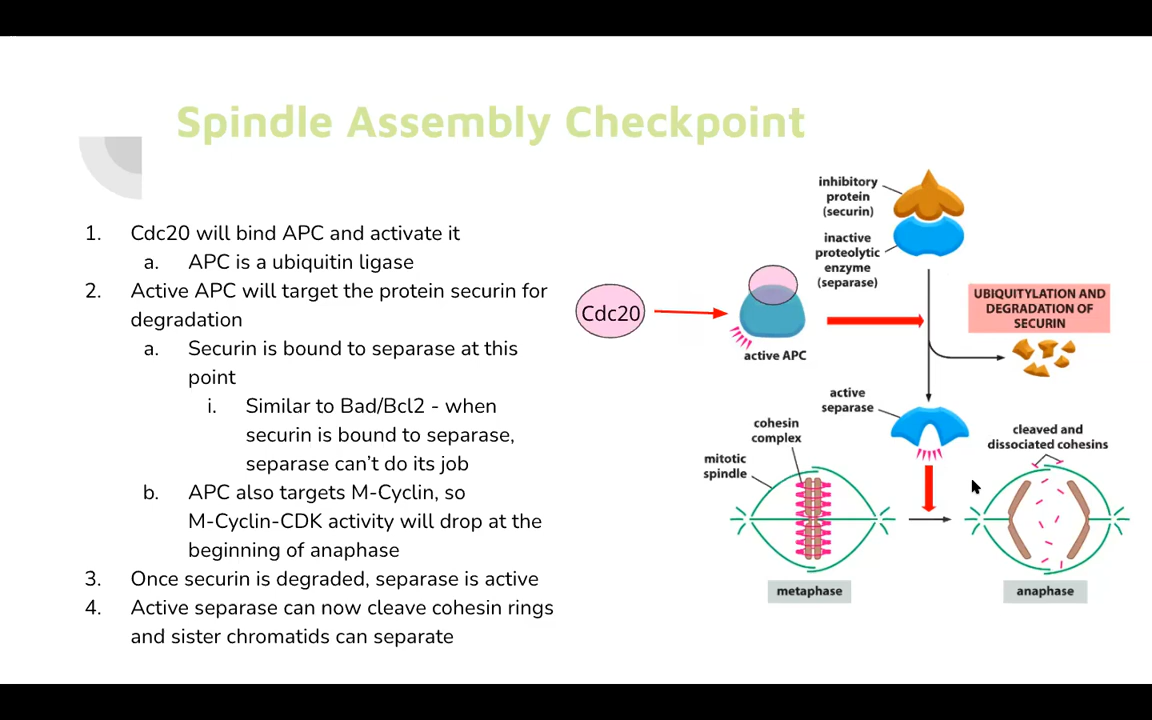 Spindle Assembly Checkpoint
1. Cdc20 will bind APC and activate it
a. APC is a ubiquitin ligase
2. Active APC will target the protein securin for
degradation
a. Securin is bound to separase at this
point
i. Similar to Bad/Bcl2 - when
securin is bound to separase,
separase can't do its job
b. APC also targets M-Cyclin, so
M-Cyclin-CDK activity will drop at the
beginning of anaphase
3. Once securin is degraded, separase is active
4. Active separase can now cleave cohesin rings
and sister chromatids can separate
inhibitory
protein
(securin)
inactive
proteolytic
enzyme
(separase)
Cdc20
active APC
UBIQUITYLATION AND
DEGRADATION OF
SECURIN
active
separase
cohesin
complex
mitotic
spindle
cleaved and
dissociated cohesins
metaphase
anaphase